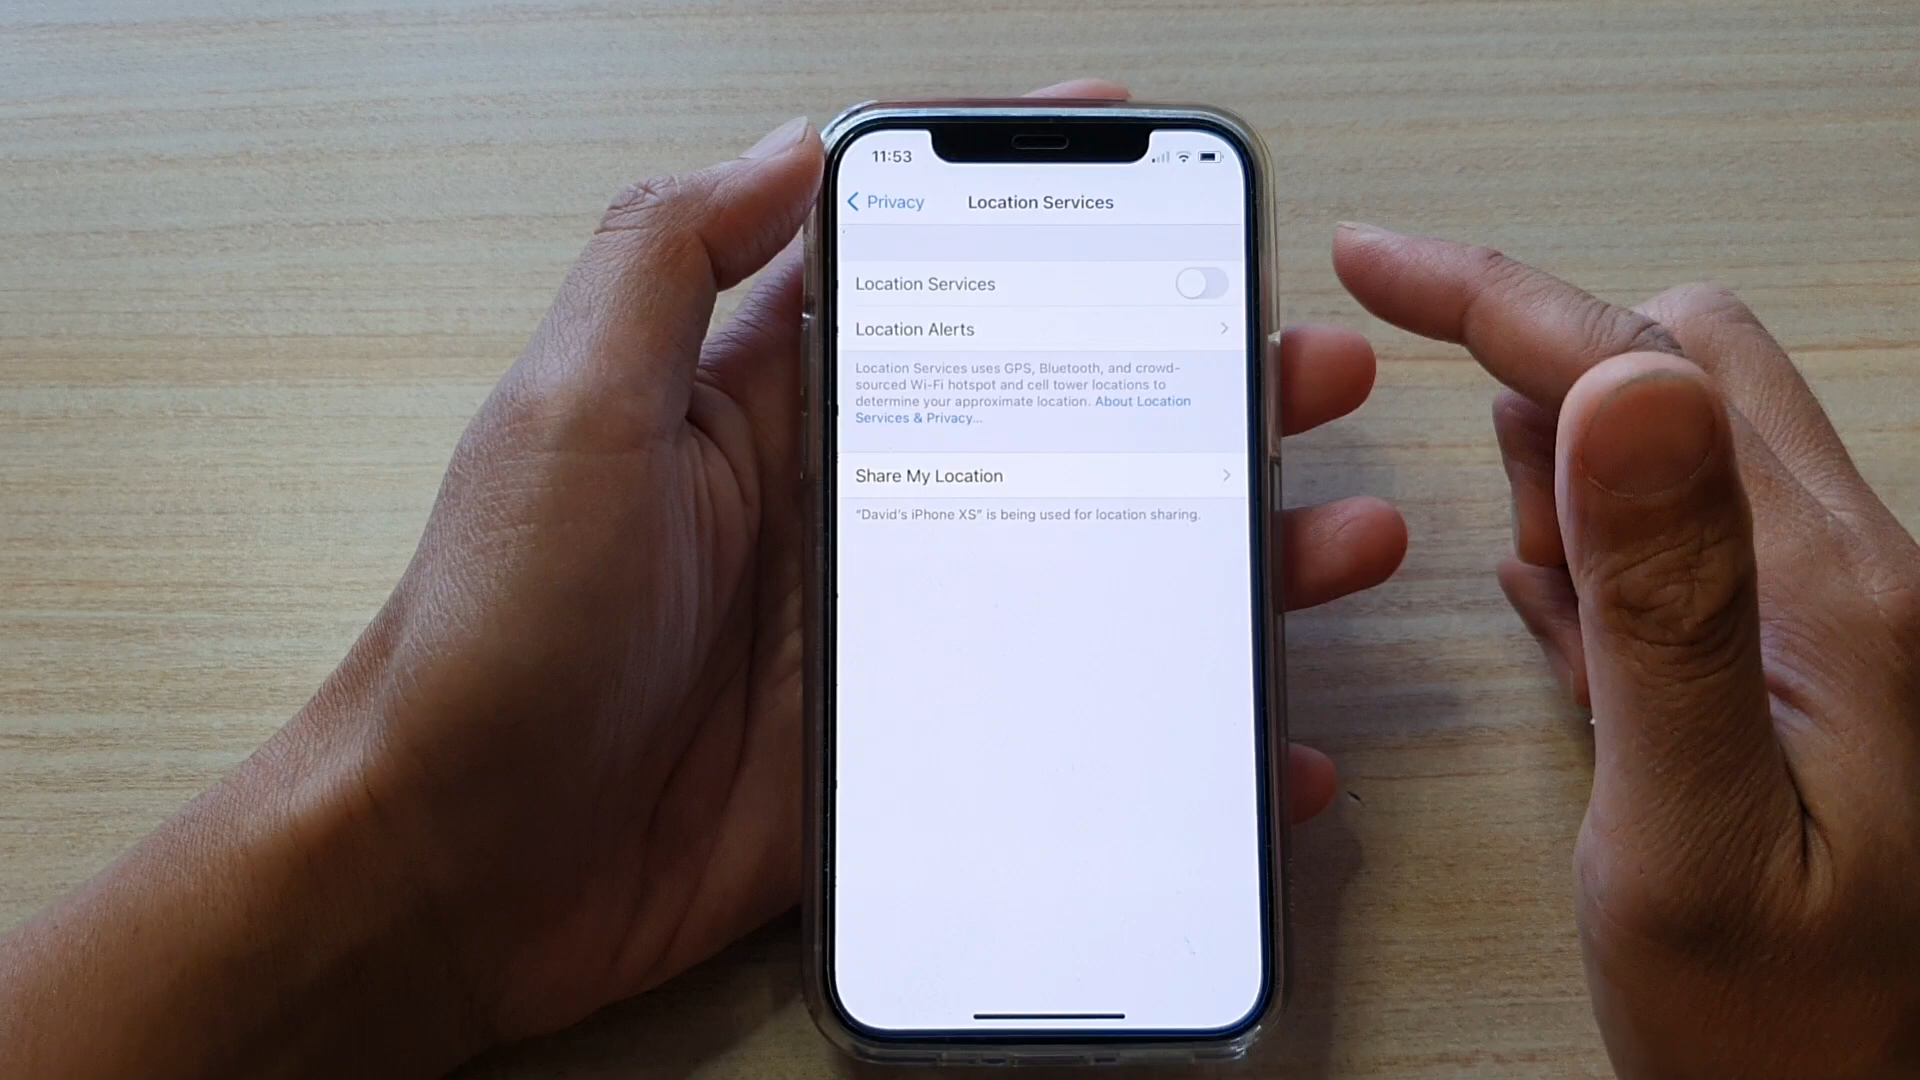 11:53
Privacy Location Services
Location Services
Location Alerts
Location Services uses GPS, Bluetooth, and crowd-
sourced Wi-Fi hotspot and cell tower locations to
determine your approximate location. About Location
Services & Privacy...
Share My Location
"David's iPhone XS" is being used for location sharing.